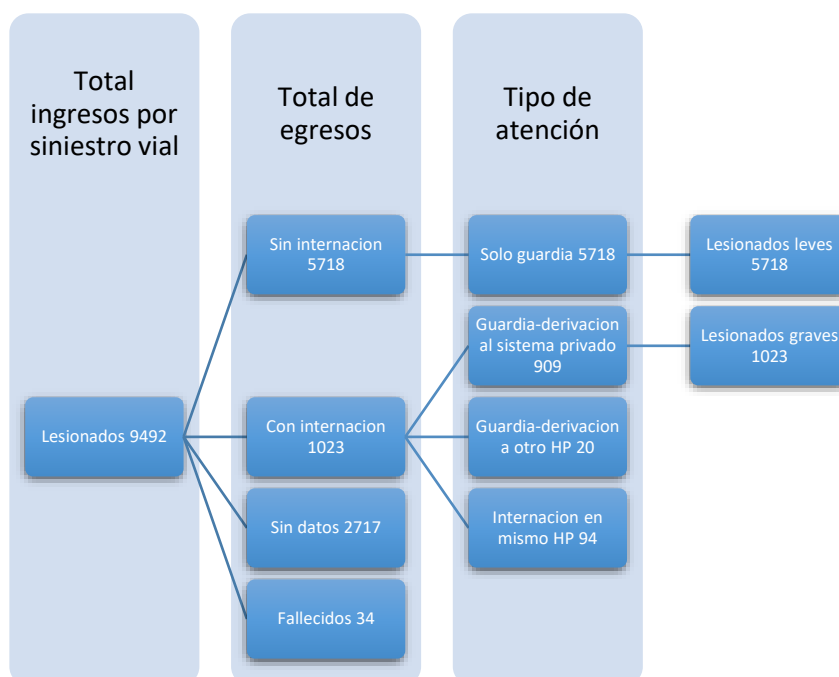 Total
ingresos por
siniestro vial
Total de
egresos
Tipo de
atención
Sin internacion
5718
Solo guardia 5718
Lesionados leves
5718
Guardia-derivacion
al sistema privado
909
Lesionados graves
1023
Lesionados 9492
Con internacion
1023
Guardia-derivacion
a otro HP 20
Sin datos 2717
Internacion en
mismo HP 94
Fallecidos 34